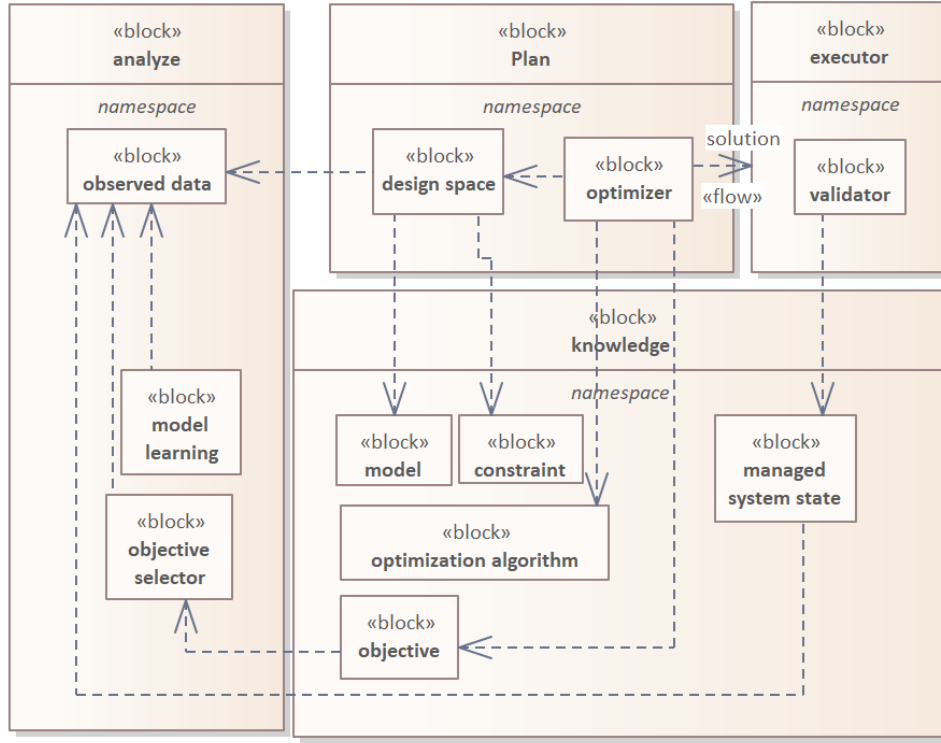 «block»
analyze
namespace
«block»
observed data
«block»
model
learning
«block»
objective
selector
«block»
Plan
namespace
«block»
design space
«block»
optimizer
solution
«flow»
«block»
executor
namespace
«block»
validator
«block»
knowledge
namespace
«block»
model
«block»
constraint
«block»
managed
system state
«block»
optimization algorithm
«block»
objective